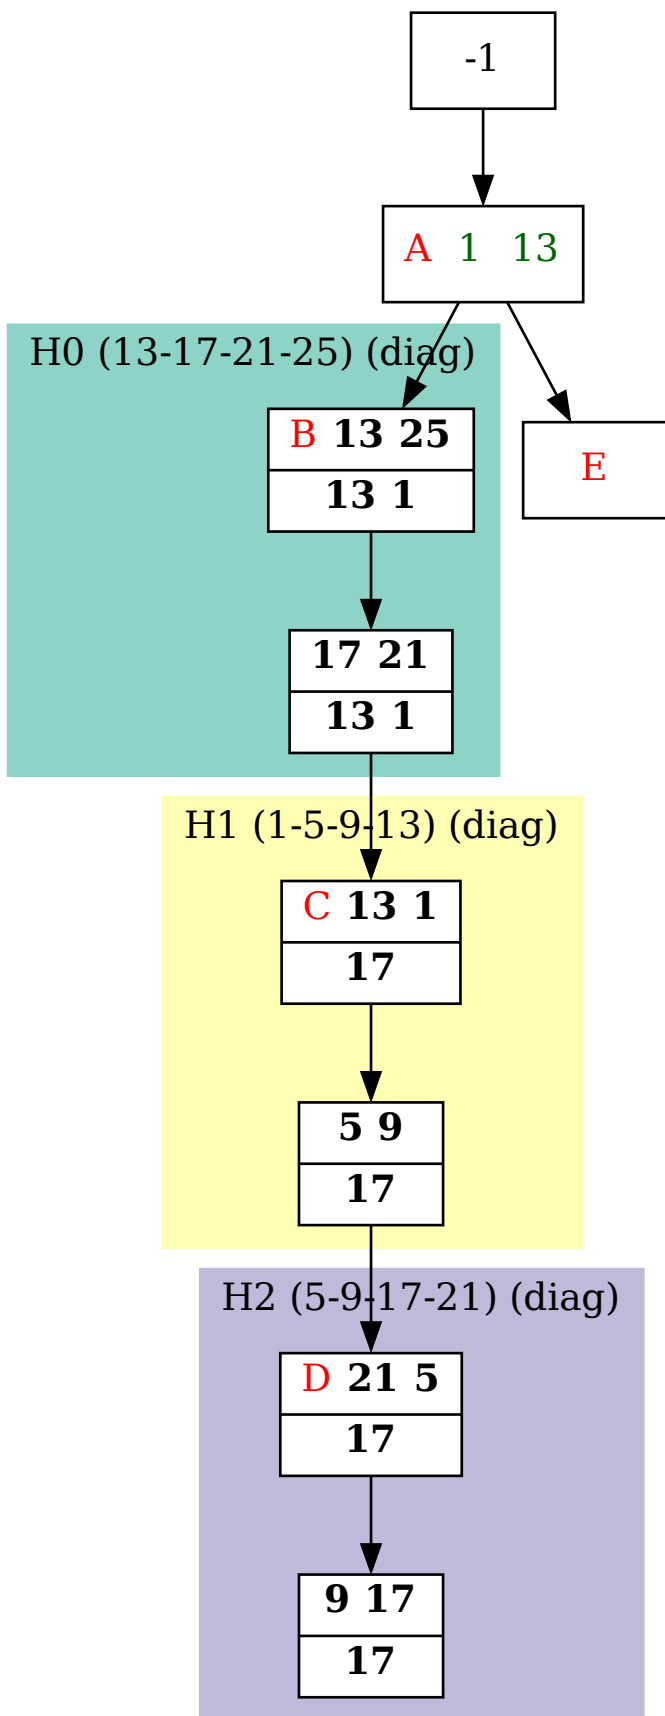 -1
A 1 13
H0 (13-17-21-25) (diag)
B 13 25
13 1
E
17 21
13 1
H1 (1-5-9-13) (diag)
C 13 1
17
5 9
17
H2 (5-9-17-21) (diag)
D 21 5
17
9 17
17